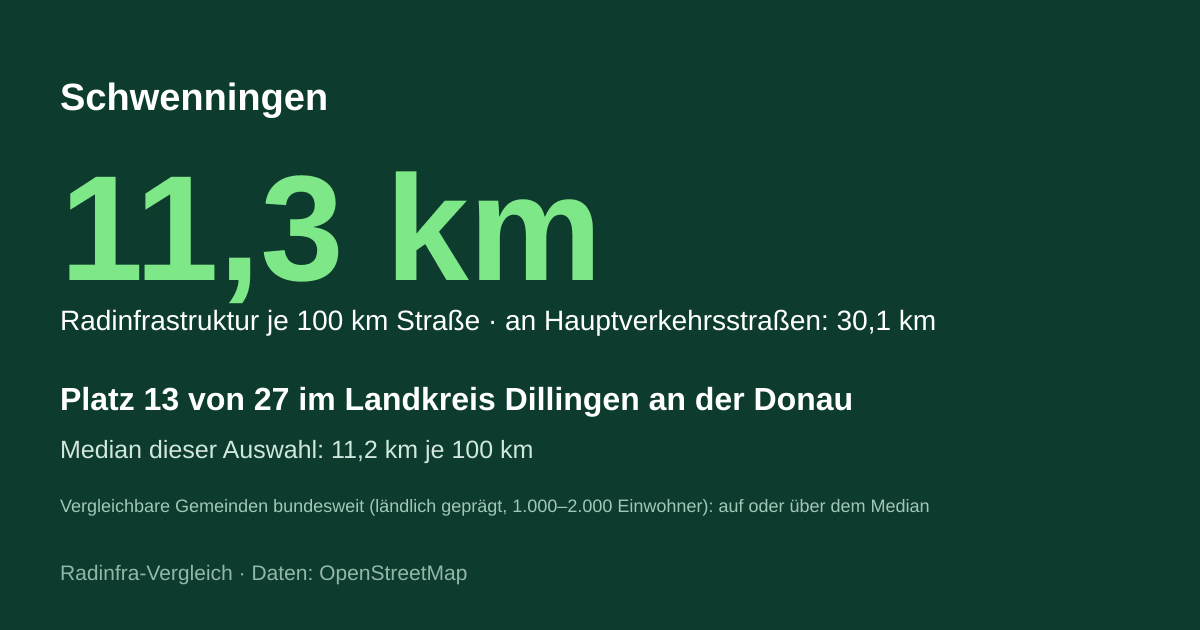 Schwenningen
11,3 km
Radinfrastruktur je 100 km Straße · an Hauptverkehrsstraßen: 30,1 km
Platz 13 von 27 im Landkreis Dillingen an der Donau
Median dieser Auswahl: 11,2 km je 100 km
Vergleichbare Gemeinden bundesweit (ländlich geprägt, 1.000–2.000 Einwohner): auf oder über dem Median
Radinfra-Vergleich · Daten: OpenStreetMap